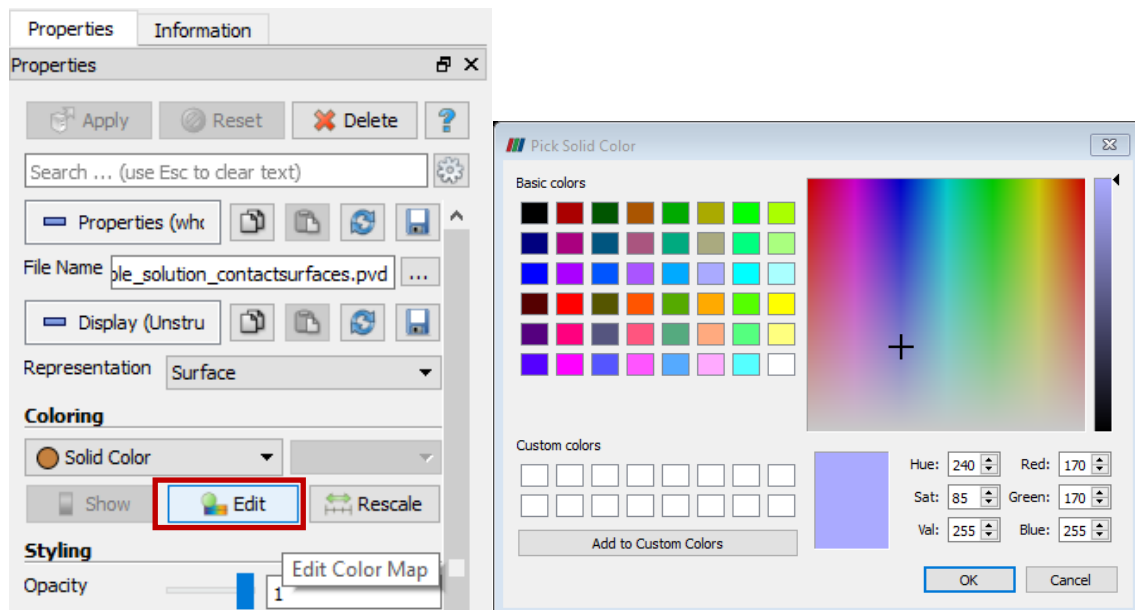 Properties Information
Properties
Apply Reset Delete ?
Search ... (use Esc to clear text)
Properties (who
File Name ple_solution_contactsurfaces.pvd ...
Display (Unstru
Representation Surface
Coloring
Solid Color
Show Edit Rescale
Styling
Edit Color Map
Opacity 1
Pick Solid Color
Basic colors
Custom colors
Add to Custom Colors
Hue: 240 Red: 170
Sat: 85 Green: 170
Val: 255 Blue: 255
OK Cancel